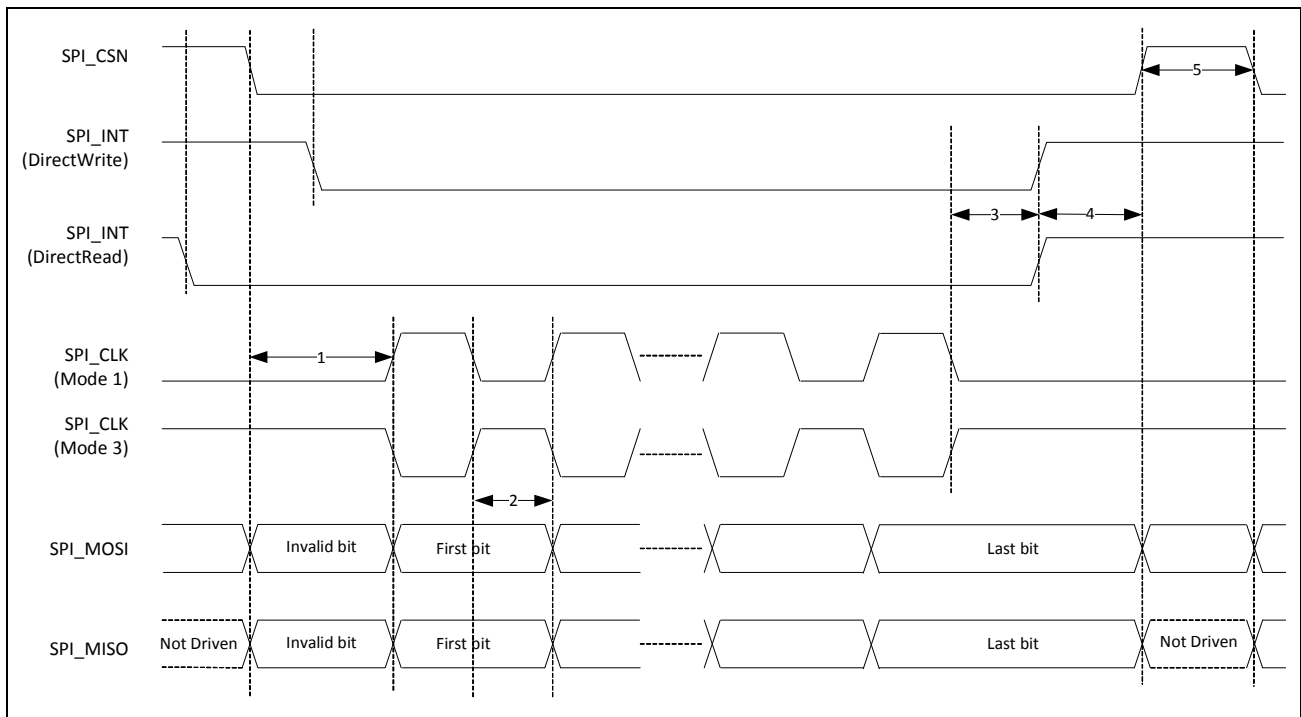 SPI_CSN
5
SPI_INT
(DirectWrite)
3
4
SPI_INT
(DirectRead)
SPI_CLK
(Mode 1)
1
SPI_CLK
(Mode 3)
2
SPI_MOSI
Invalid bit
First bit
Last bit
SPI_MISO
Not Driven
Invalid bit
First bit
Last bit
Not Driven